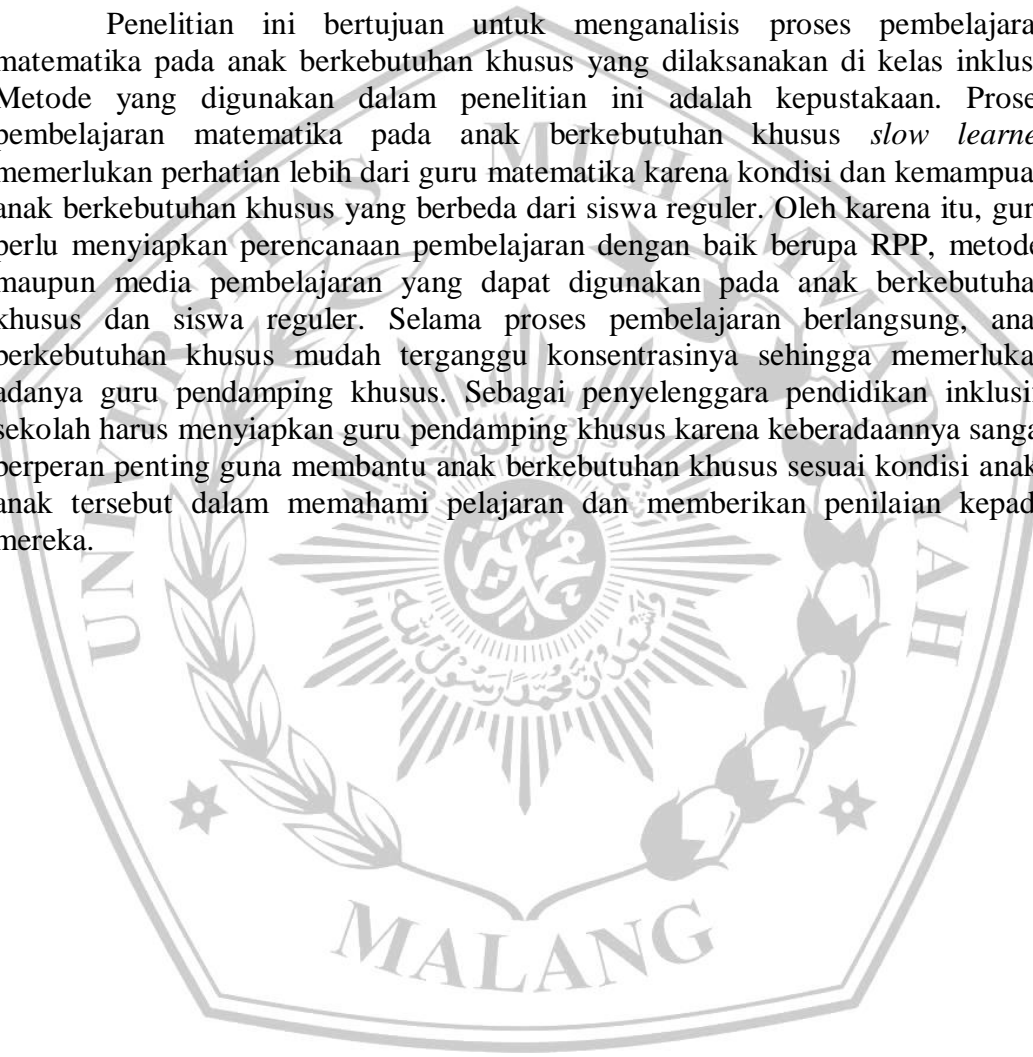 Penelitian ini bertujuan untuk menganalisis proses pembelajara
matematika pada anak berkebutuhan khusus yang dilaksanakan di kelas inklus
Metode yang digunakan dalam penelitian ini adalah kepustakaan. Prose
pembelajaran matematika pada anak berkebutuhan khusus slow learne
memerlukan perhatian lebih dari guru matematika karena kondisi dan kemampua
anak berkebutuhan khusus yang berbeda dari siswa reguler. Oleh karena itu, gur
perlu menyiapkan perencanaan pembelajaran dengan baik berupa RPP, metode
maupun media pembelajaran yang dapat digunakan pada anak berkebutuha
khusus dan siswa reguler. Selama proses pembelajaran berlangsung, ana
berkebutuhan khusus mudah terganggu konsentrasinya sehingga memerluka
adanya guru pendamping khusus. Sebagai penyelenggara pendidikan inklusi
sekolah harus menyiapkan guru pendamping khusus karena keberadaannya sanga
berperan penting guna membantu anak berkebutuhan khusus sesuai kondisi anak
anak tersebut dalam memahami pelajaran dan memberikan penilaian kepad
mereka.
UNIVERSITAS MUHAMMADIYAH
MALANG